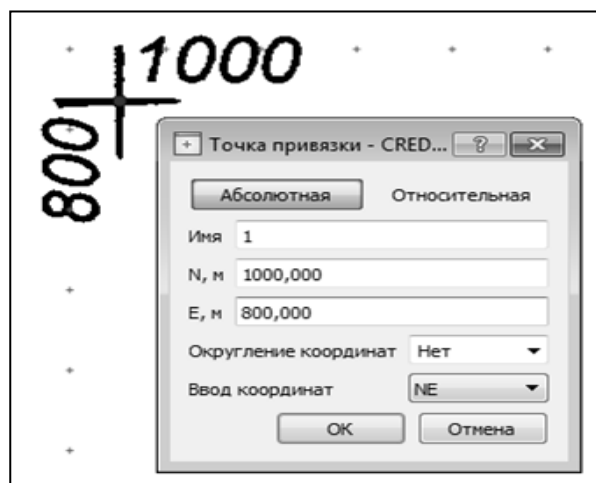 1000
800
Точка привязки - CRED...
Абсолютная Относительная
Имя 1
N, м 1000,000
E, м 800,000
Округление координат Нет
Ввод координат NE
OK Отмена